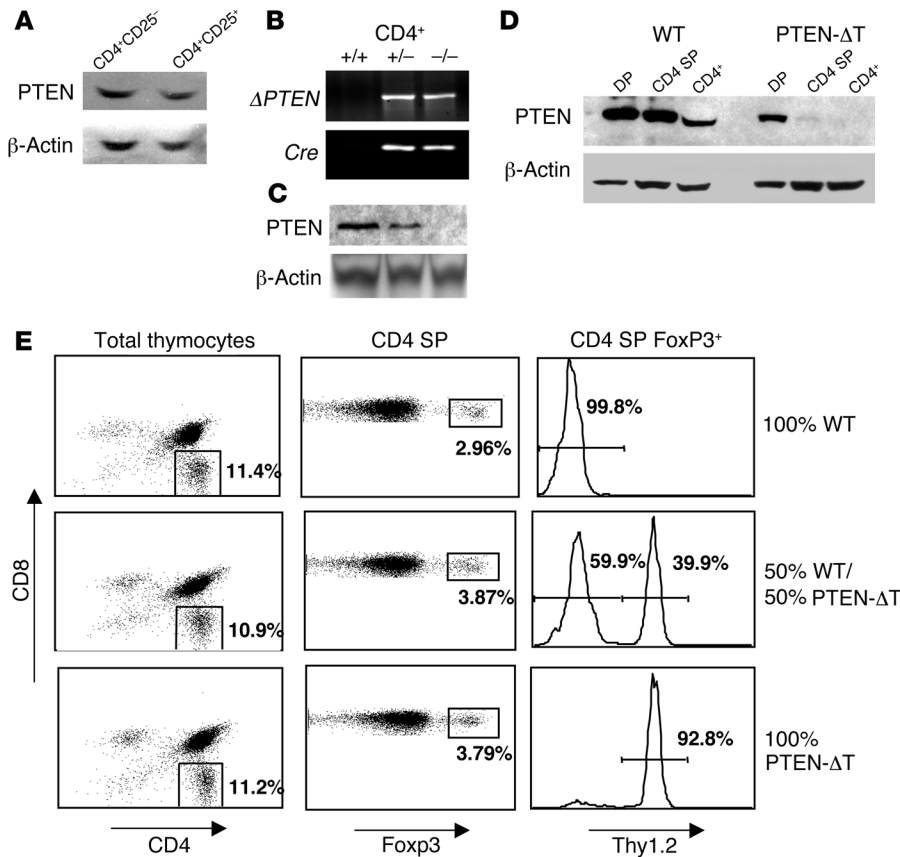 A
CD4⁺CD25⁻
CD4⁺CD25⁺
PTEN
β-Actin
B
CD4⁺
+/+
+/−
−/−
ΔPTEN
Cre
C
PTEN
β-Actin
D
WT
PTEN-ΔT
DP
CD4 SP
CD4⁺
DP
CD4 SP
CD4⁺
PTEN
β-Actin
E
Total thymocytes
CD4 SP
CD4 SP FoxP3⁺
11.4%
2.96%
99.8%
100% WT
10.9%
3.87%
59.9%
39.9%
50% WT/
50% PTEN-ΔT
11.2%
3.79%
92.8%
100%
PTEN-ΔT
CD8
CD4
Foxp3
Thy1.2